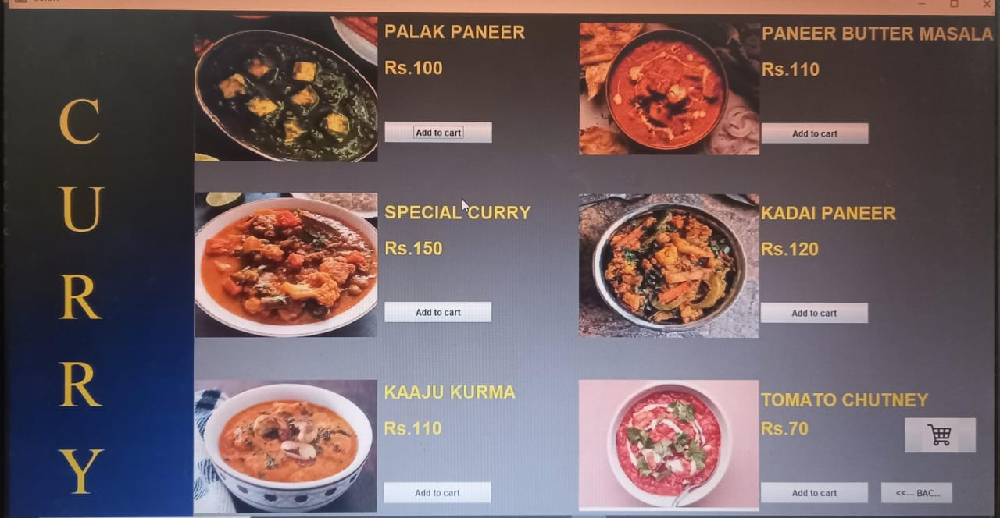 CURRY
PALAK PANEER
Rs.100
Add to cart
PANEER BUTTER MASALA
Rs.110
Add to cart
SPECIAL CURRY
Rs.150
Add to cart
KADAI PANEER
Rs.120
Add to cart
KAAJU KURMA
Rs.110
Add to cart
TOMATO CHUTNEY
Rs.70
Add to cart
<<---- BAC...